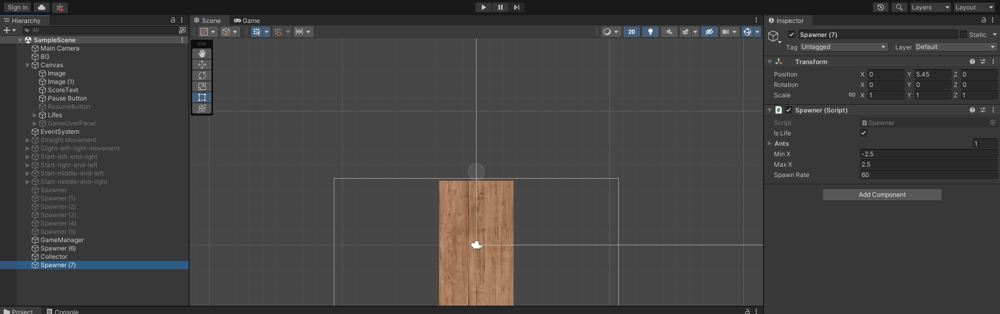 Sign in
Layers
Layout
Hierarchy
All
SampleScene
Main Camera
BG
Canvas
Image
Image (1)
ScoreText
Pause Button
ResumeButton
Lifes
GameOverPanel
EventSystem
Straight Movement
Slight-left-right-movement
Start-left-end-right
Start-right-end-left
Start-middle-end-left
Start-middle-end-right
Spawner
Spawner (1)
Spawner (2)
Spawner (3)
Spawner (4)
Spawner (5)
GameManager
Spawner (6)
Collector
Spawner (7)
Project
Console
Scene
Game
2D
Inspector
Spawner (7)
Static
Tag Untagged Layer Default
Transform
Position X 0 Y 5.45 Z 0
Rotation X 0 Y 0 Z 0
Scale X 1 Y 1 Z 1
# Spawner (Script)
Script Spawner
Is Life
Ants 1
Min X -2.5
Max X 2.5
Spawn Rate 60
Add Component